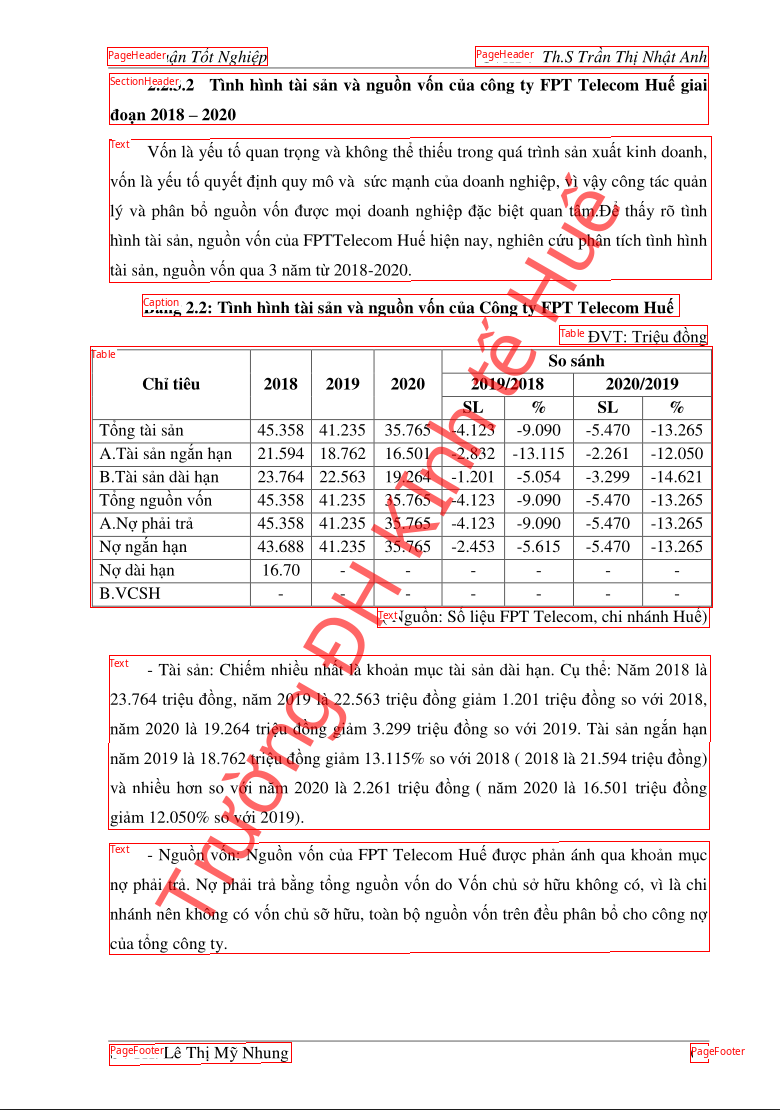 ận Tốt Nghiệp Th.S Trần Thị Nhật Anh
2.2.3.2 Tình hình tài sản và nguồn vốn của công ty FPT Telecom Huế giai
đoạn 2018 – 2020
Vốn là yếu tố quan trọng và không thể thiếu trong quá trình sản xuất kinh doanh,
vốn là yếu tố quyết định quy mô và sức mạnh của doanh nghiệp, vì vậy công tác quản
lý và phân bổ nguồn vốn được mọi doanh nghiệp đặc biệt quan tâm.Để thấy rõ tình
hình tài sản, nguồn vốn của FPTTelecom Huế hiện nay, nghiên cứu phân tích tình hình
tài sản, nguồn vốn qua 3 năm từ 2018-2020.
2.2: Tình hình tài sản và nguồn vốn của Công ty FPT Telecom Huế
ĐVT: Triệu đồng
Chỉ tiêu 2018 2019 2020 So sánh
2019/2018 2020/2019
SL % SL %
Tổng tài sản 45.358 41.235 35.765 -4.123 -9.090 -5.470 -13.265
A.Tài sản ngắn hạn 21.594 18.762 16.501 -2.832 -13.115 -2.261 -12.050
B.Tài sản dài hạn 23.764 22.563 19.264 -1.201 -5.054 -3.299 -14.621
Tổng nguồn vốn 45.358 41.235 35.765 -4.123 -9.090 -5.470 -13.265
A.Nợ phải trả 45.358 41.235 35.765 -4.123 -9.090 -5.470 -13.265
Nợ ngắn hạn 43.688 41.235 35.765 -2.453 -5.615 -5.470 -13.265
Nợ dài hạn 16.70 - - - - - -
B.VCSH - - - - - - -
Nguồn: Số liệu FPT Telecom, chi nhánh Huế)
- Tài sản: Chiếm nhiều nhất là khoản mục tài sản dài hạn. Cụ thể: Năm 2018 là
23.764 triệu đồng, năm 2019 là 22.563 triệu đồng giảm 1.201 triệu đồng so với 2018,
năm 2020 là 19.264 triệu đồng giảm 3.299 triệu đồng so với 2019. Tài sản ngắn hạn
năm 2019 là 18.762 triệu đồng giảm 13.115% so với 2018 ( 2018 là 21.594 triệu đồng)
và nhiều hơn so với năm 2020 là 2.261 triệu đồng ( năm 2020 là 16.501 triệu đồng
giảm 12.050% so với 2019).
- Nguồn vốn: Nguồn vốn của FPT Telecom Huế được phản ánh qua khoản mục
nợ phải trả. Nợ phải trả bằng tổng nguồn vốn do Vốn chủ sở hữu không có, vì là chi
nhánh nên không có vốn chủ sỡ hữu, toàn bộ nguồn vốn trên đều phân bổ cho công nợ
của tổng công ty.
Lê Thị Mỹ Nhung
Trường ĐH KInh tế Huế
PageHeader
PageHeader
SectionHeader
Text
Caption
Table
Table
Text
Text
Text
PageFooter
PageFooter